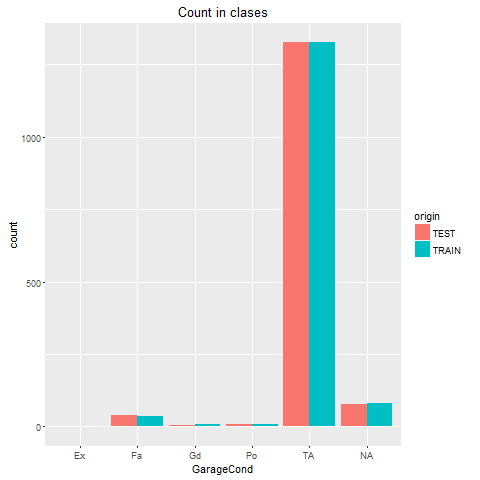 Count in clases
count
1000
500
0
Ex Fa Gd Po TA NA
GarageCond
origin
TEST
TRAIN